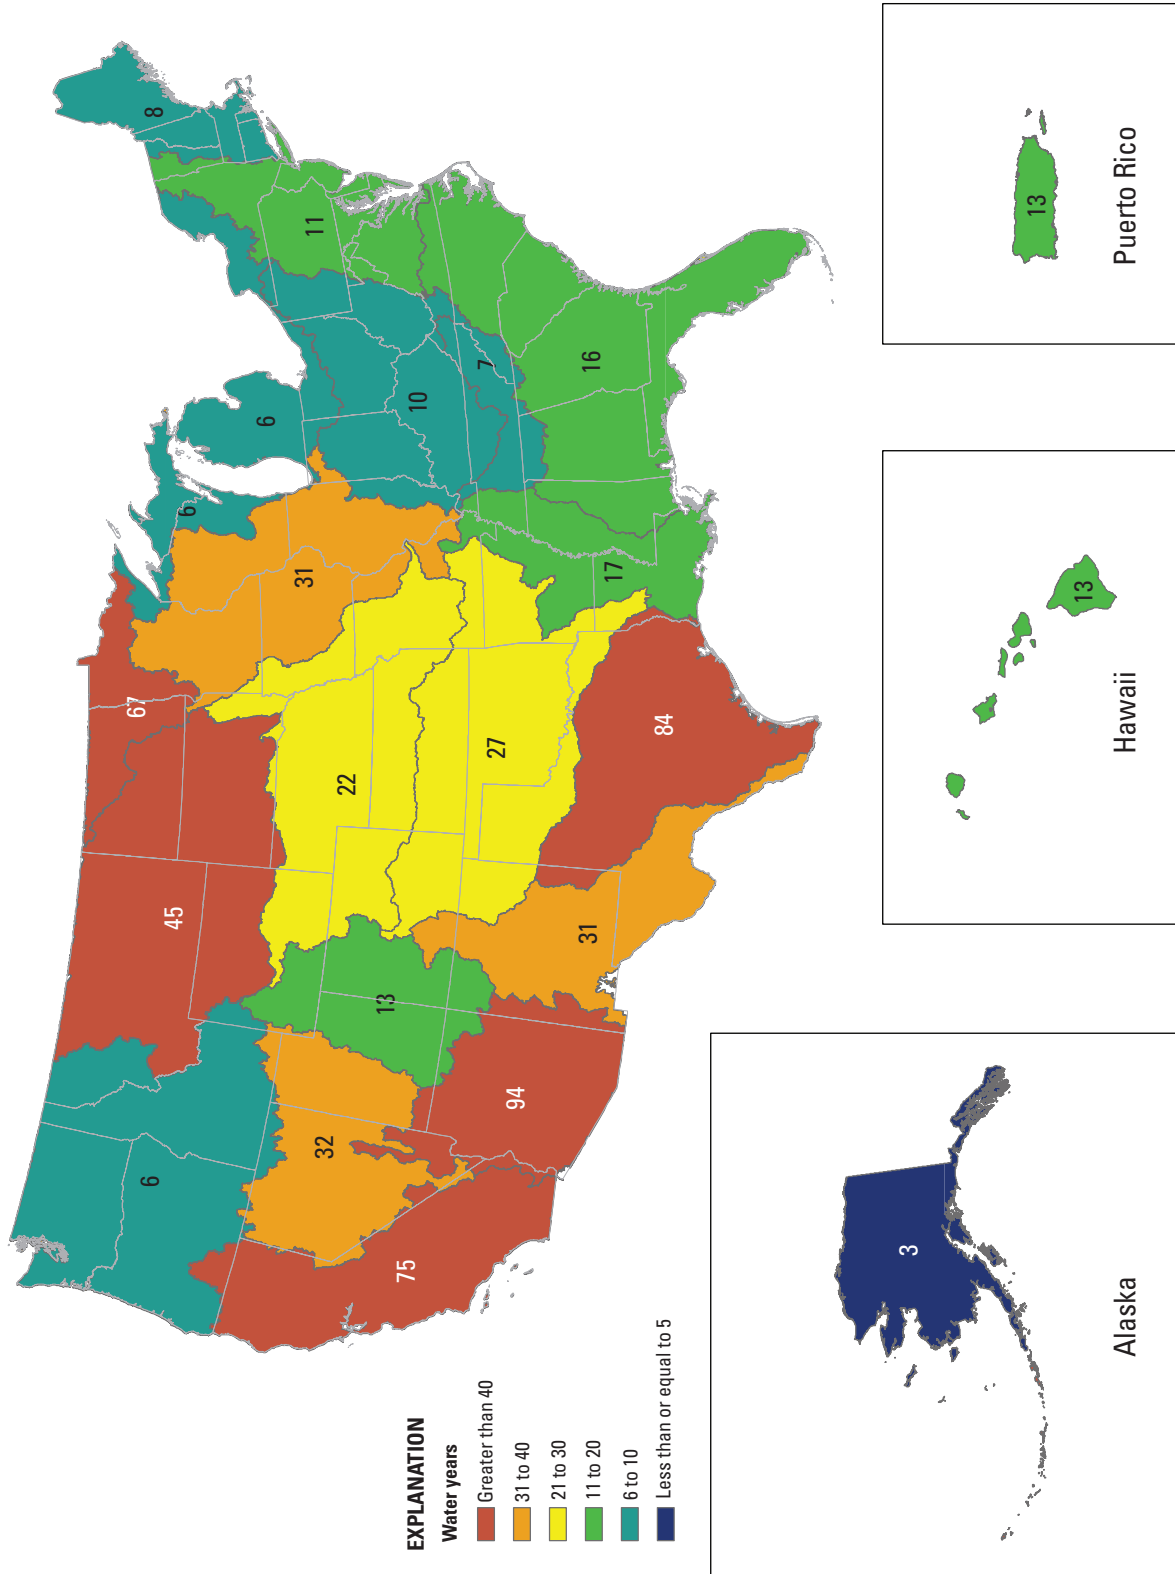 8
11
6
6
10
7
16
67
31
17
45
22
27
84
6
13
31
32
94
75
EXPLANATION
Water years
Greater than 40
31 to 40
21 to 30
11 to 20
6 to 10
Less than or equal to 5
3
Alaska
13
Hawaii
13
Puerto Rico